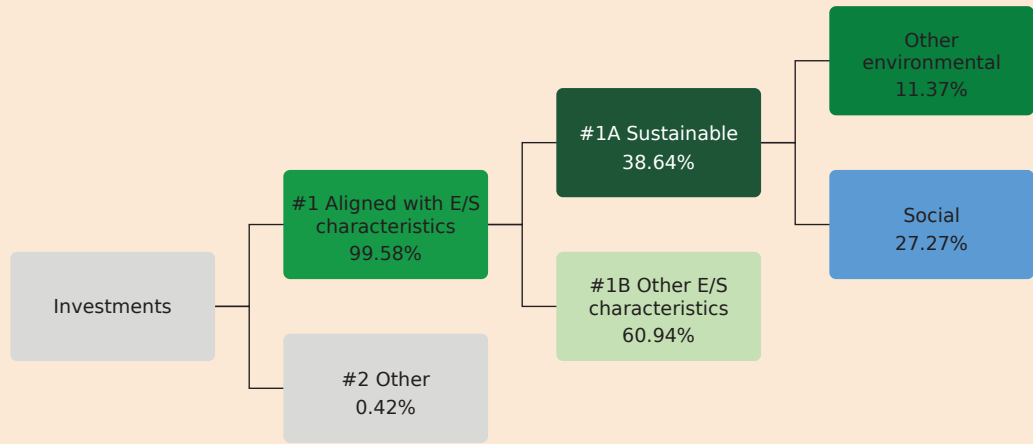 Investments
#1 Aligned with E/S
characteristics
99.58%
#2 Other
0.42%
#1A Sustainable
38.64%
#1B Other E/S
characteristics
60.94%
Other
environmental
11.37%
Social
27.27%